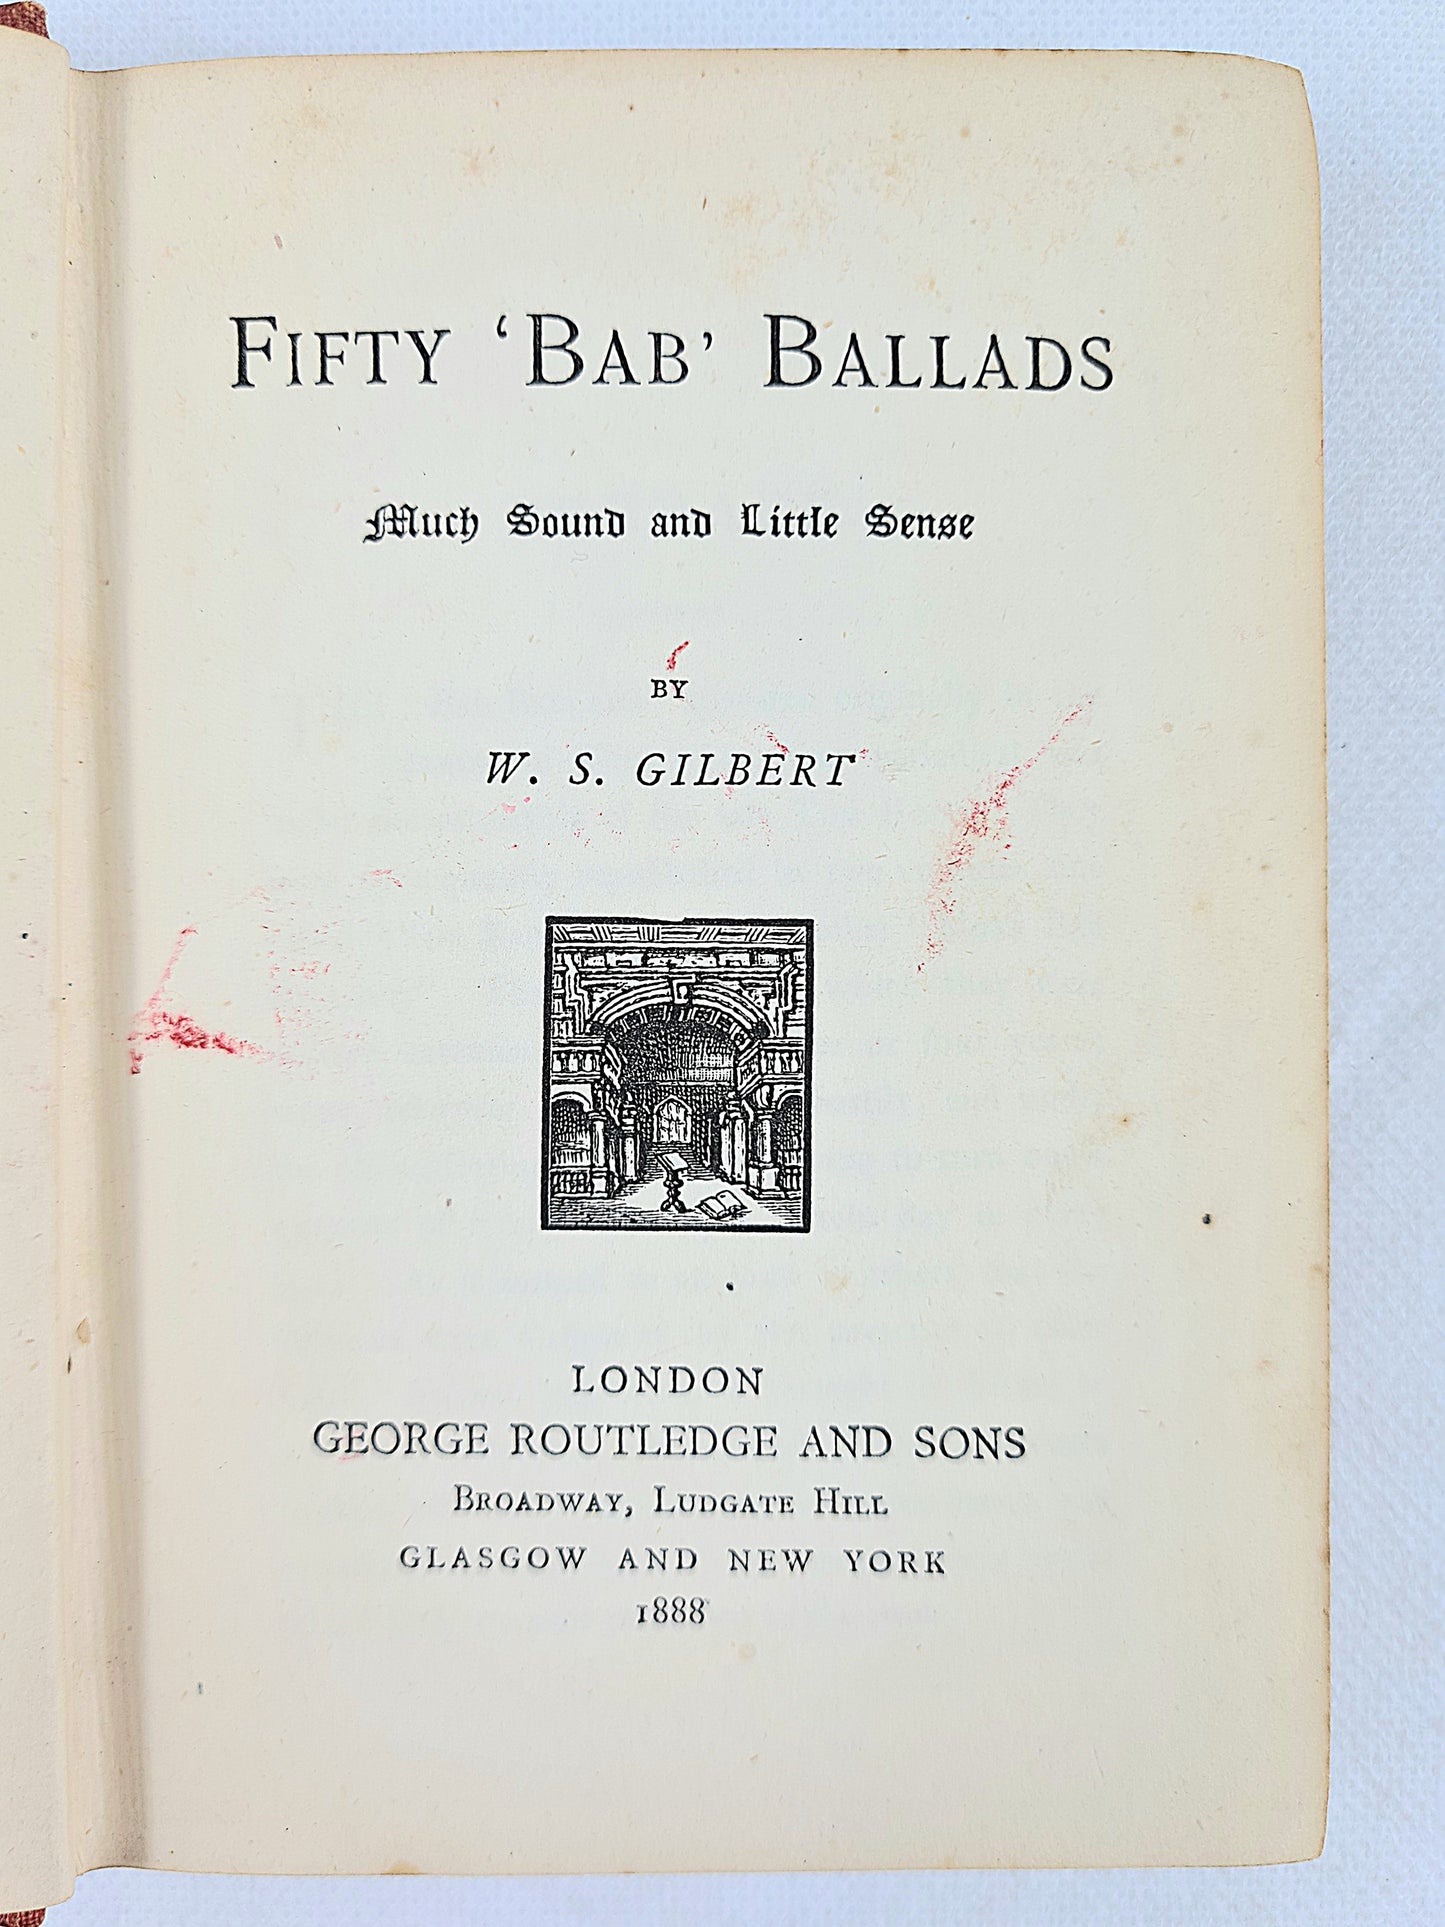 FIFTY ‘BAB’ BALLADS
Much Sound and Little Sense
BY
W. S. GILBERT
LONDON
GEORGE ROUTLEDGE AND SONS
BROADWAY, LUDGATE HILL
GLASGOW AND NEW YORK
1888